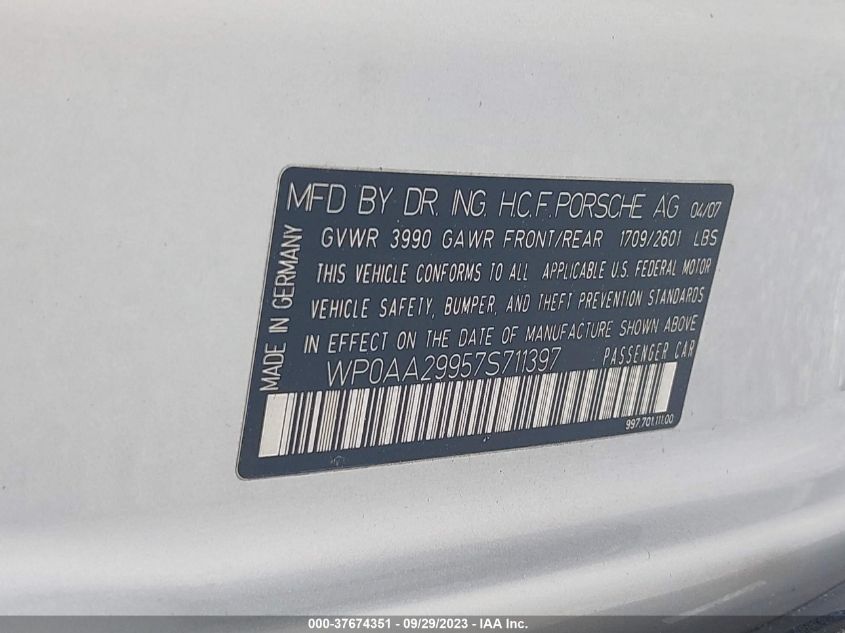 MFD BY DR. ING. H.C.F. PORSCHE AG 04/07
GVWR 3990 GAWR FRONT/REAR 1709/2601 LBS
THIS VEHICLE CONFORMS TO ALL APPLICABLE U.S. FEDERAL MOTOR
VEHICLE SAFETY, BUMPER, AND THEFT PREVENTION STANDARDS
IN EFFECT ON THE DATE OF MANUFACTURE SHOWN ABOVE
WP0AA29957S711397 PASSENGER CAR
997.701.111.00
MADE IN GERMANY
000-37674351 / 09/29/2023 - IAA Inc.